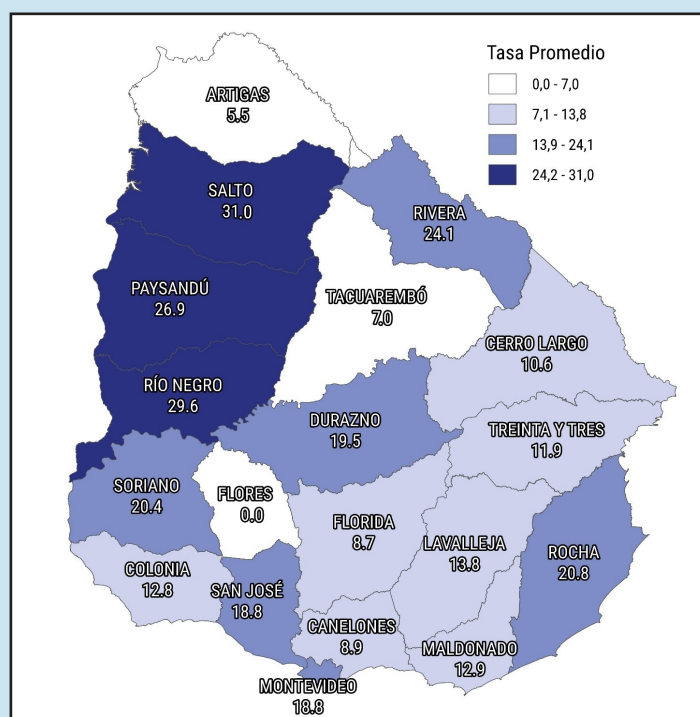 Tasa Promedio
0,0 - 7,0
7,1 - 13,8
13,9 - 24,1
24,2 - 31,0
ARTIGAS
5.5
SALTO
31.0
RIVERA
24.1
PAYSANDÚ
26.9
TACUAREMBÓ
7.0
CERRO LARGO
10.6
RÍO NEGRO
29.6
DURAZNO
19.5
TREINTA Y TRES
11.9
SORIANO
20.4
FLORES
0.0
FLORIDA
8.7
LAVALLEJA
13.8
ROCHA
20.8
COLONIA
12.8
SAN JOSÉ
18.8
CANELONES
8.9
MALDONADO
12.9
MONTEVIDEO
18.8